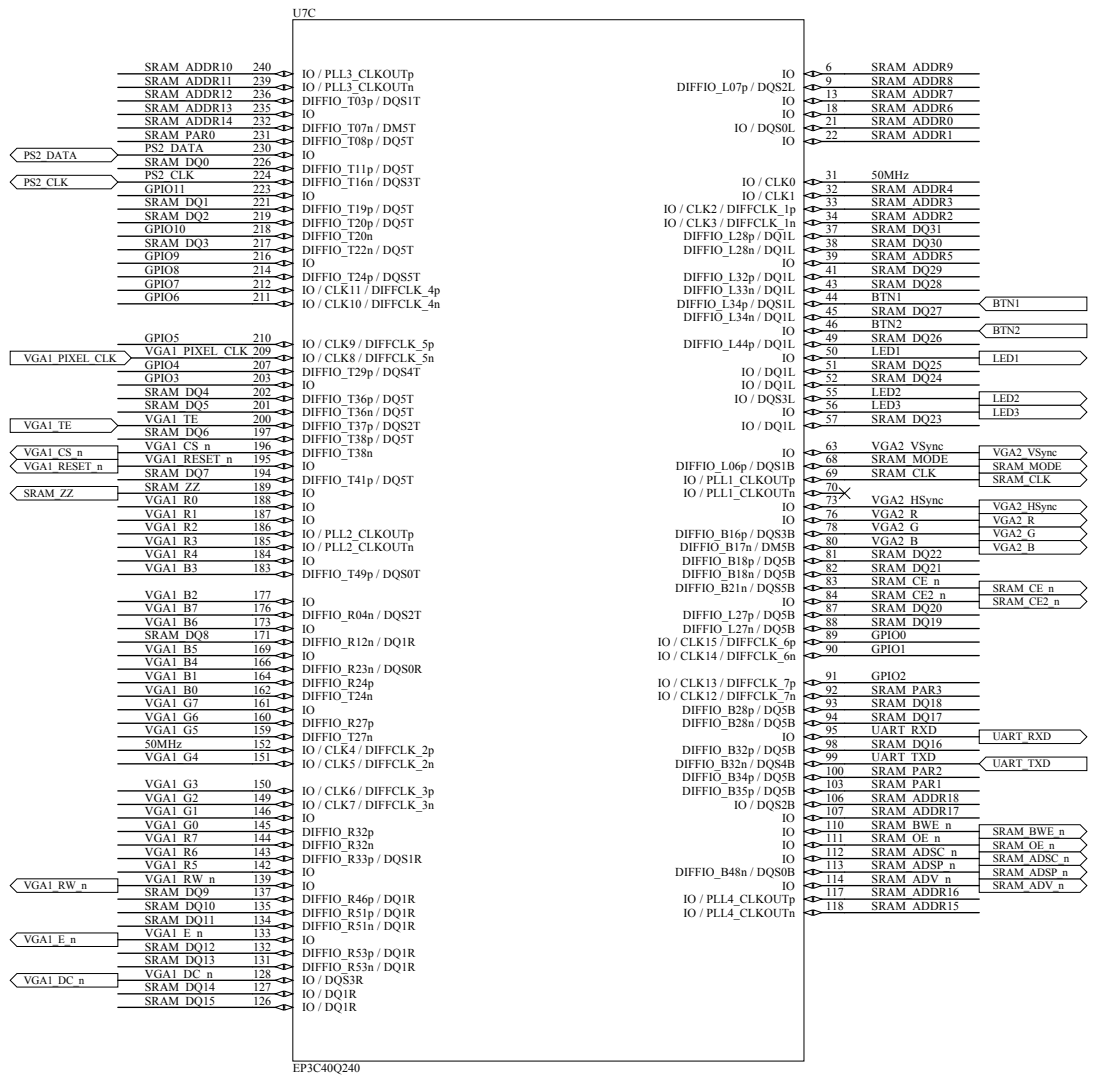 U7C
SRAM_ADDR10 240 IO / PLL3_CLKOUTp
SRAM_ADDR11 239 IO / PLL3_CLKOUTn
SRAM_ADDR12 236 DIFFIO_T03p / DQS1T
SRAM_ADDR13 235 IO
SRAM_ADDR14 232 DIFFIO_T07n / DM5T
SRAM_PAR0 231 DIFFIO_T08p / DQ5T
PS2_DATA PS2_DATA 230 IO
SRAM_DQ0 226 DIFFIO_T11p / DQ5T
PS2_CLK PS2_CLK 224 DIFFIO_T16n / DQS3T
GPIO11 223 IO
SRAM_DQ1 221 DIFFIO_T19p / DQ5T
SRAM_DQ2 219 DIFFIO_T20p / DQ5T
GPIO10 218 DIFFIO_T20n
SRAM_DQ3 217 DIFFIO_T22n / DQ5T
GPIO9 216 IO
GPIO8 214 DIFFIO_T24p / DQS5T
GPIO7 212 IO / CLK11 / DIFFCLK_4p
GPIO6 211 IO / CLK10 / DIFFCLK_4n
GPIO5 210 IO / CLK9 / DIFFCLK_5p
VGA1_PIXEL_CLK VGA1_PIXEL_CLK 209 IO / CLK8 / DIFFCLK_5n
GPIO4 207 DIFFIO_T29p / DQS4T
GPIO3 203 IO
SRAM_DQ4 202 DIFFIO_T36p / DQ5T
SRAM_DQ5 201 DIFFIO_T36n / DQ5T
VGA1_TE VGA1_TE 200 DIFFIO_T37p / DQS2T
SRAM_DQ6 197 DIFFIO_T38p / DQ5T
VGA1_CS_n VGA1_CS_n 196 DIFFIO_T38n
VGA1_RESET_n VGA1_RESET_n 195 IO
SRAM_DQ7 194 DIFFIO_T41p / DQ5T
SRAM_ZZ SRAM_ZZ 189 IO
VGA1_R0 188 IO
VGA1_R1 187 IO
VGA1_R2 186 IO / PLL2_CLKOUTp
VGA1_R3 185 IO / PLL2_CLKOUTn
VGA1_R4 184 IO
VGA1_B3 183 DIFFIO_T49p / DQS0T
VGA1_B2 177 IO
VGA1_B7 176 DIFFIO_R04n / DQS2T
VGA1_B6 173 IO
SRAM_DQ8 171 DIFFIO_R12n / DQ1R
VGA1_B5 169 IO
VGA1_B4 166 DIFFIO_R23n / DQS0R
VGA1_B1 164 DIFFIO_R24p
VGA1_B0 162 DIFFIO_T24n
VGA1_G7 161 IO
VGA1_G6 160 DIFFIO_R27p
VGA1_G5 159 DIFFIO_T27n
50MHz 152 IO / CLK4 / DIFFCLK_2p
VGA1_G4 151 IO / CLK5 / DIFFCLK_2n
VGA1_G3 150 IO / CLK6 / DIFFCLK_3p
VGA1_G2 149 IO / CLK7 / DIFFCLK_3n
VGA1_G1 146 IO
VGA1_G0 145 DIFFIO_R32p
VGA1_R7 144 DIFFIO_R32n
VGA1_R6 143 DIFFIO_R33p / DQS1R
VGA1_R5 142 IO
VGA1_RW_n VGA1_RW_n 139 IO
SRAM_DQ9 137 DIFFIO_R46p / DQ1R
SRAM_DQ10 135 DIFFIO_R51p / DQ1R
SRAM_DQ11 134 DIFFIO_R51n / DQ1R
VGA1_E_n VGA1_E_n 133 IO
SRAM_DQ12 132 DIFFIO_R53p / DQ1R
SRAM_DQ13 131 DIFFIO_R53n / DQ1R
VGA1_DC_n VGA1_DC_n 128 IO / DQS3R
SRAM_DQ14 127 IO / DQ1R
SRAM_DQ15 126 IO / DQ1R
IO 6 SRAM_ADDR9
DIFFIO_L07p / DQS2L 9 SRAM_ADDR8
IO 13 SRAM_ADDR7
IO 18 SRAM_ADDR6
IO / DQS0L 21 SRAM_ADDR0
IO 22 SRAM_ADDR1
IO / CLK0 31 50MHz
IO / CLK1 32 SRAM_ADDR4
IO / CLK2 / DIFFCLK_1p 33 SRAM_ADDR3
IO / CLK3 / DIFFCLK_1n 34 SRAM_ADDR2
DIFFIO_L28p / DQ1L 37 SRAM_DQ31
DIFFIO_L28n / DQ1L 38 SRAM_DQ30
IO 39 SRAM_ADDR5
DIFFIO_L32p / DQ1L 41 SRAM_DQ29
DIFFIO_L33n / DQ1L 43 SRAM_DQ28
DIFFIO_L34p / DQS1L 44 BTN1 BTN1
DIFFIO_L34n / DQ1L 45 SRAM_DQ27
IO 46 BTN2 BTN2
DIFFIO_L44p / DQ1L 49 SRAM_DQ26
IO 50 LED1 LED1
IO / DQ1L 51 SRAM_DQ25
IO / DQ1L 52 SRAM_DQ24
IO / DQS3L 55 LED2 LED2
IO 56 LED3 LED3
IO / DQ1L 57 SRAM_DQ23
IO 63 VGA2_VSync VGA2_VSync
DIFFIO_L06p / DQS1B 68 SRAM_MODE SRAM_MODE
IO / PLL1_CLKOUTp 69 SRAM_CLK SRAM_CLK
IO / PLL1_CLKOUTn 70
IO 73 VGA2_HSync VGA2_HSync
IO 76 VGA2_R VGA2_R
DIFFIO_B16p / DQS3B 78 VGA2_G VGA2_G
DIFFIO_B17n / DM5B 80 VGA2_B VGA2_B
DIFFIO_B18p / DQ5B 81 SRAM_DQ22
DIFFIO_B18n / DQ5B 82 SRAM_DQ21
DIFFIO_B21n / DQS5B 83 SRAM_CE_n SRAM_CE_n
IO 84 SRAM_CE2_n SRAM_CE2_n
DIFFIO_L27p / DQ5B 87 SRAM_DQ20
DIFFIO_L27n / DQ5B 88 SRAM_DQ19
IO / CLK15 / DIFFCLK_6p 89 GPIO0
IO / CLK14 / DIFFCLK_6n 90 GPIO1
IO / CLK13 / DIFFCLK_7p 91 GPIO2
IO / CLK12 / DIFFCLK_7n 92 SRAM_PAR3
DIFFIO_B28p / DQ5B 93 SRAM_DQ18
DIFFIO_B28n / DQ5B 94 SRAM_DQ17
IO 95 UART_RXD UART_RXD
DIFFIO_B32p / DQ5B 98 SRAM_DQ16
DIFFIO_B32n / DQS4B 99 UART_TXD UART_TXD
DIFFIO_B34p / DQ5B 100 SRAM_PAR2
DIFFIO_B35p / DQ5B 103 SRAM_PAR1
IO / DQS2B 106 SRAM_ADDR18
IO 107 SRAM_ADDR17
IO 110 SRAM_BWE_n SRAM_BWE_n
IO 111 SRAM_OE_n SRAM_OE_n
IO 112 SRAM_ADSC_n SRAM_ADSC_n
DIFFIO_B48n / DQS0B 113 SRAM_ADSP_n SRAM_ADSP_n
IO 114 SRAM_ADV_n SRAM_ADV_n
IO / PLL4_CLKOUTp 117 SRAM_ADDR16
IO / PLL4_CLKOUTn 118 SRAM_ADDR15
EP3C40Q240